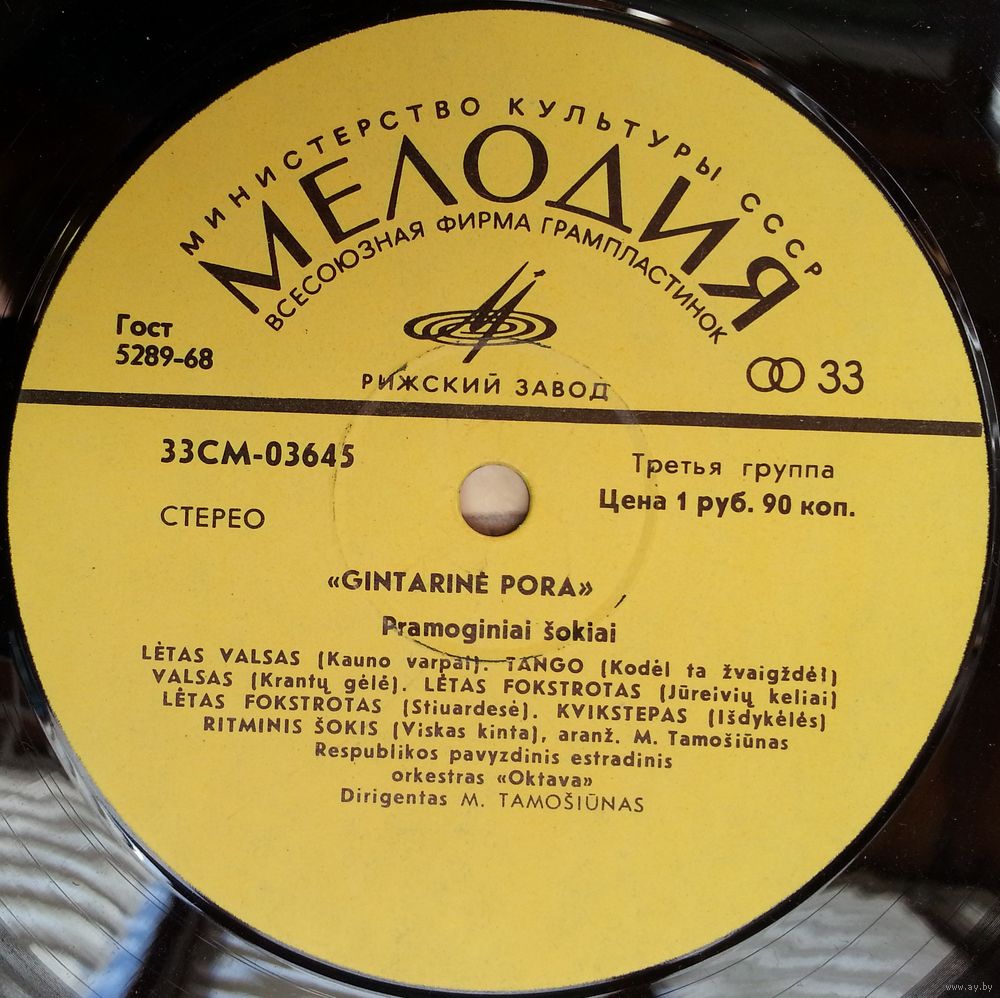 МИНИСТЕРСТВО КУЛЬТУРЫ СССР
МЕЛОДИЯ
ВСЕСОЮЗНАЯ ФИРМА ГРАМПЛАСТИНОК
Гост
5289-68
РИЖСКИЙ ЗАВОД
33
33СМ-03645
Третья группа
Цена 1 руб. 90 коп.
СТЕРЕО
«GINTARINĖ PORA»
Pramoginiai šokiai
LĖTAS VALSAS (Kauno varpai). TANGO (Kodėl ta žvaigždė!)
VALSAS (Krantų gėlė). LĖTAS FOKSTROTAS (Jūreivių keliai)
LĖTAS FOKSTROTAS (Stiuardesė). KVIKSTEPAS (Išdykėlės)
RITMINIS ŠOKIS (Viskas kinta), aranž. M. Tamošiūnas
Respublikos pavyzdinis estradinis
orkestras «Oktava»
Dirigentas M. TAMOŠIŪNAS
www.ay.by